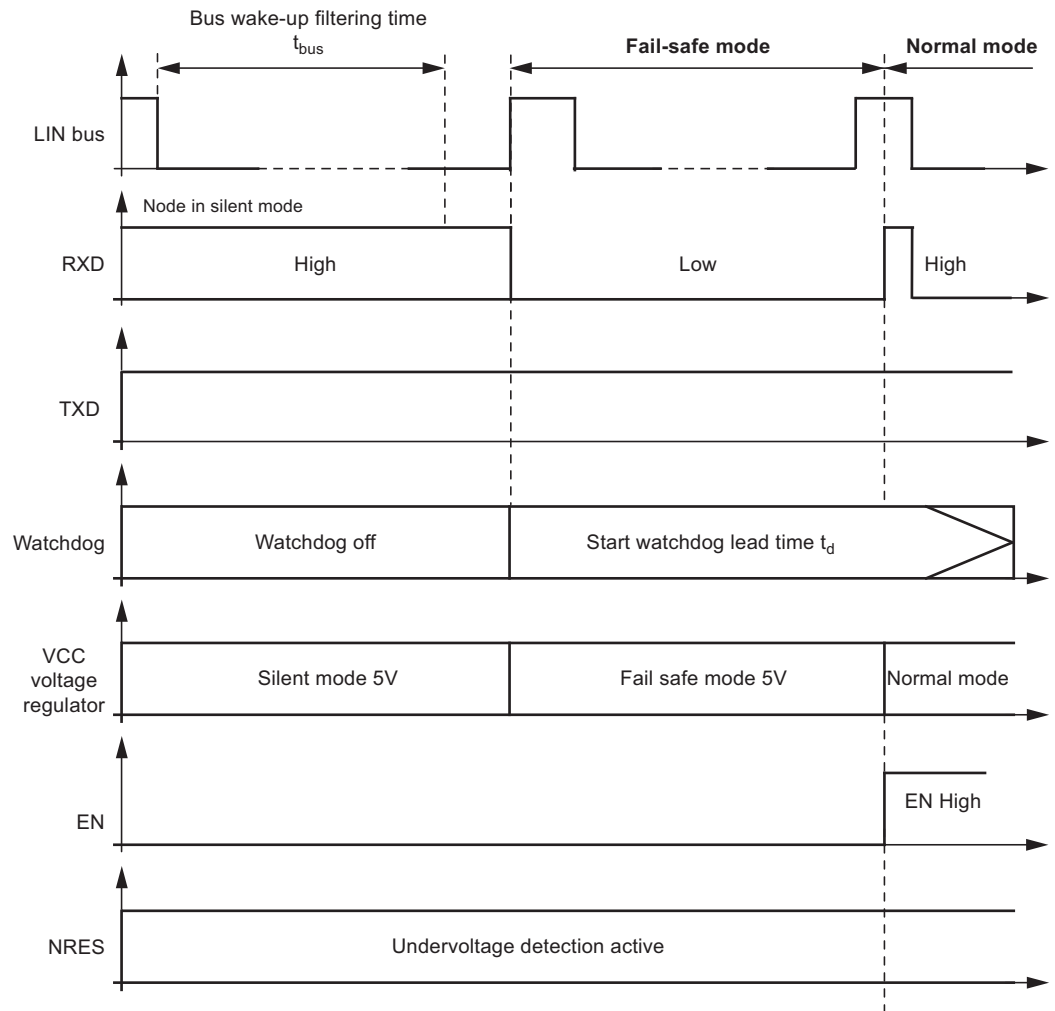 Bus wake-up filtering time
tbus
Fail-safe mode
Normal mode
LIN bus
Node in silent mode
RXD
High
Low
High
TXD
Watchdog
Watchdog off
Start watchdog lead time td
VCC
voltage
regulator
Silent mode 5V
Fail safe mode 5V
Normal mode
EN
EN High
NRES
Undervoltage detection active